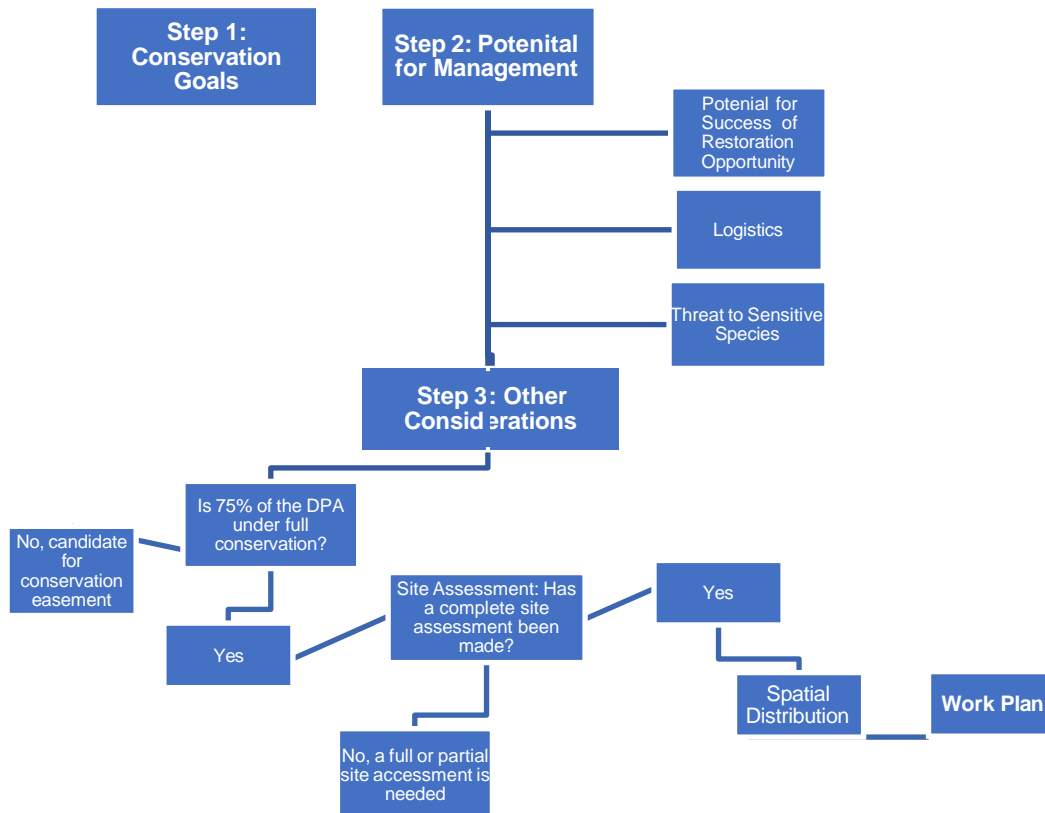 Step 1:
Conservation
Goals
Step 2: Potenital
for Management
Potenial for
Success of
Restoration
Opportunity
Logistics
Threat to Sensitive
Species
Step 3: Other
Considerations
Is 75% of the DPA
under full
conservation?
No, candidate
for
conservation
easement
Yes
Site Assessment: Has
a complete site
assessment been
made?
Yes
No, a full or partial
site accessment is
needed
Spatial
Distribution
Work Plan